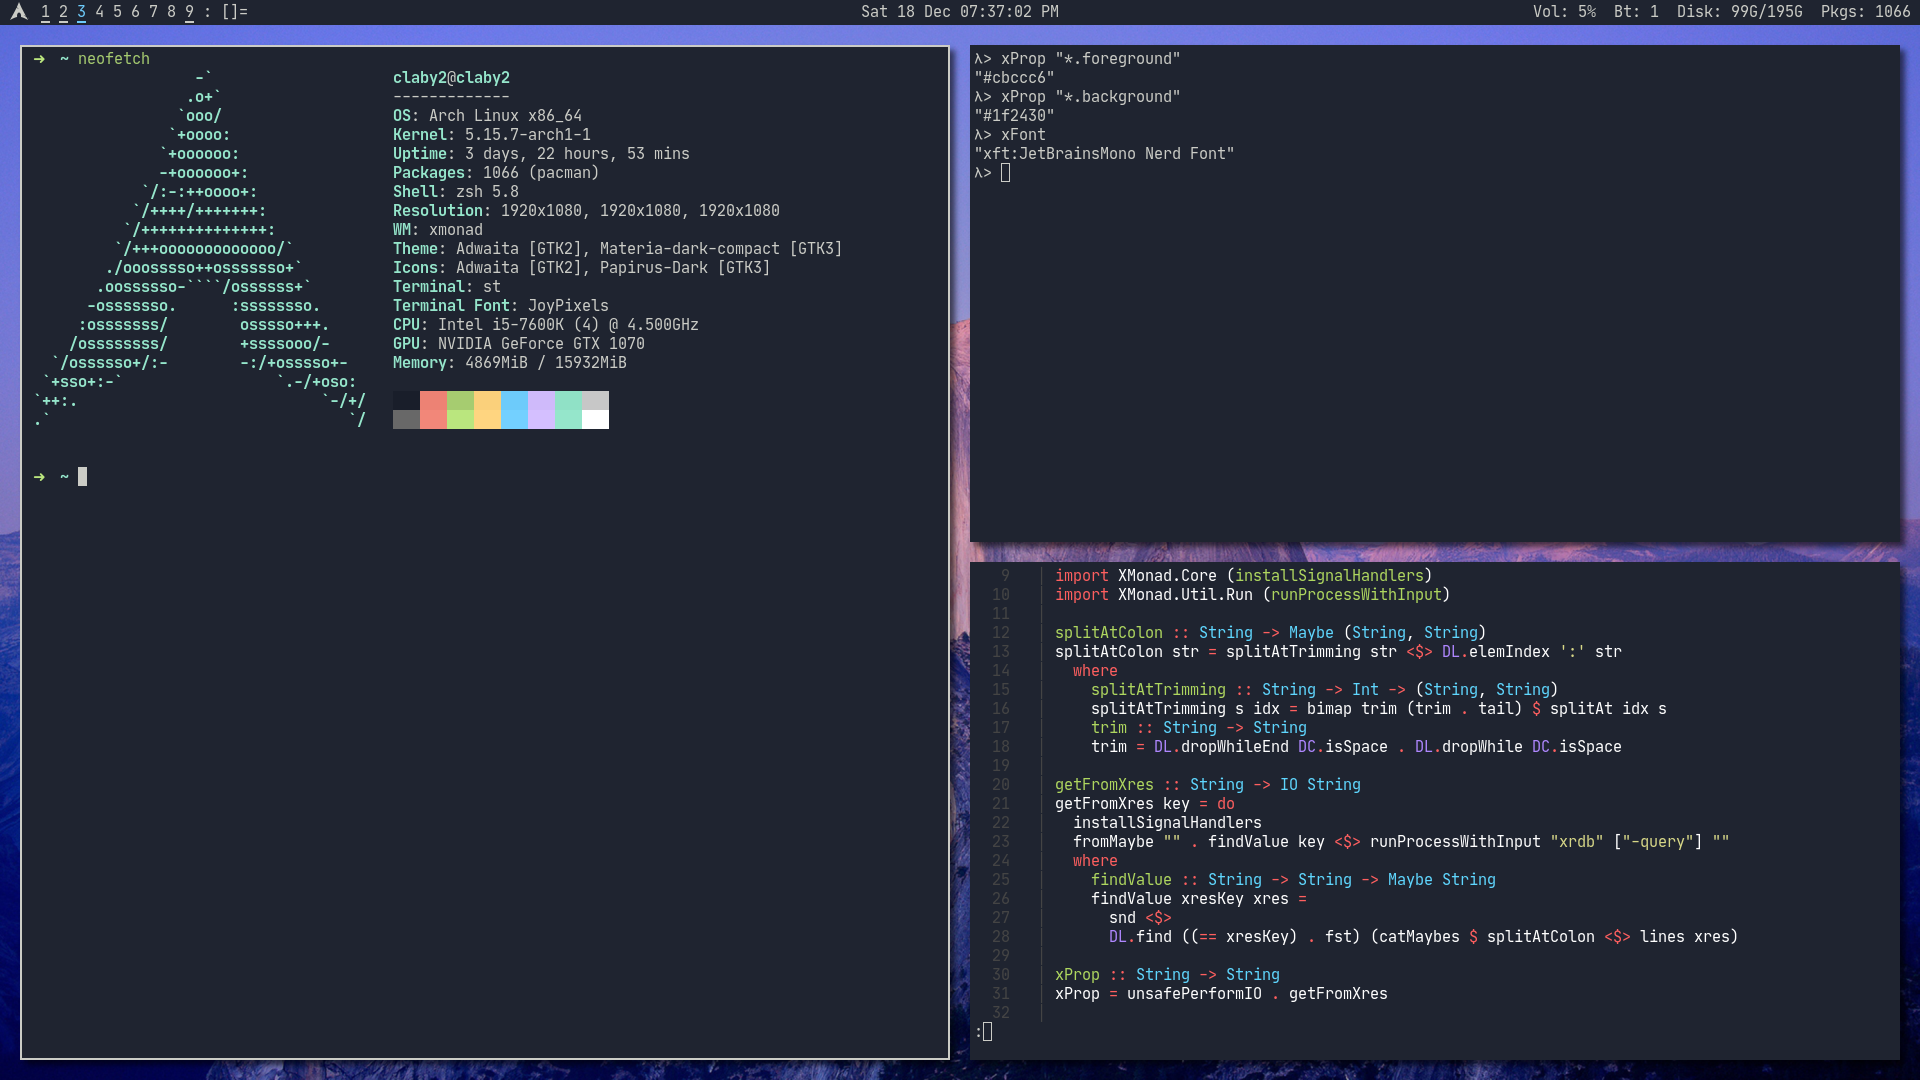 1 2 3 4 5 6 7 8 9 : []=
Sat 18 Dec 07:37:02 PM
Vol: 5% Bt: 1 Disk: 99G/195G Pkgs: 1066
➜ ~ neofetch
-`
.o+`
`ooo/
`+oooo:
`+oooooo:
-+oooooo+:
`/:-:++oooo+:
`/++++/+++++++:
`/++++++++++++++:
`/+++ooooooooooooo/`
./ooosssso++osssssso+`
.oossssso-````/ossssss+`
-osssssso.      :ssssssso.
:osssssss/        osssso+++.
/ossssssss/        +ssssooo/-
`/ossssso+/:-        -:/+osssso+-
`+sso+:-`                 `.-/+oso:
`++:.                           `-/+/
.`                                 `/
claby2@claby2
-------------
OS: Arch Linux x86_64
Kernel: 5.15.7-arch1-1
Uptime: 3 days, 22 hours, 53 mins
Packages: 1066 (pacman)
Shell: zsh 5.8
Resolution: 1920x1080, 1920x1080, 1920x1080
WM: xmonad
Theme: Adwaita [GTK2], Materia-dark-compact [GTK3]
Icons: Adwaita [GTK2], Papirus-Dark [GTK3]
Terminal: st
Terminal Font: JoyPixels
CPU: Intel i5-7600K (4) @ 4.500GHz
GPU: NVIDIA GeForce GTX 1070
Memory: 4869MiB / 15932MiB
➜ ~
λ> xProp "*.foreground"
"#cbccc6"
λ> xProp "*.background"
"#1f2430"
λ> xFont
"xft:JetBrainsMono Nerd Font"
λ>
9 │ import XMonad.Core (installSignalHandlers)
10 │ import XMonad.Util.Run (runProcessWithInput)
11 │
12 │ splitAtColon :: String -> Maybe (String, String)
13 │ splitAtColon str = splitAtTrimming str <$> DL.elemIndex ':' str
14 │   where
15 │     splitAtTrimming :: String -> Int -> (String, String)
16 │     splitAtTrimming s idx = bimap trim (trim . tail) $ splitAt idx s
17 │     trim :: String -> String
18 │     trim = DL.dropWhileEnd DC.isSpace . DL.dropWhile DC.isSpace
19 │
20 │ getFromXres :: String -> IO String
21 │ getFromXres key = do
22 │   installSignalHandlers
23 │   fromMaybe "" . findValue key <$> runProcessWithInput "xrdb" ["-query"] ""
24 │   where
25 │     findValue :: String -> String -> Maybe String
26 │     findValue xresKey xres =
27 │       snd <$>
28 │       DL.find ((== xresKey) . fst) (catMaybes $ splitAtColon <$> lines xres)
29 │
30 │ xProp :: String -> String
31 │ xProp = unsafePerformIO . getFromXres
32 │
: